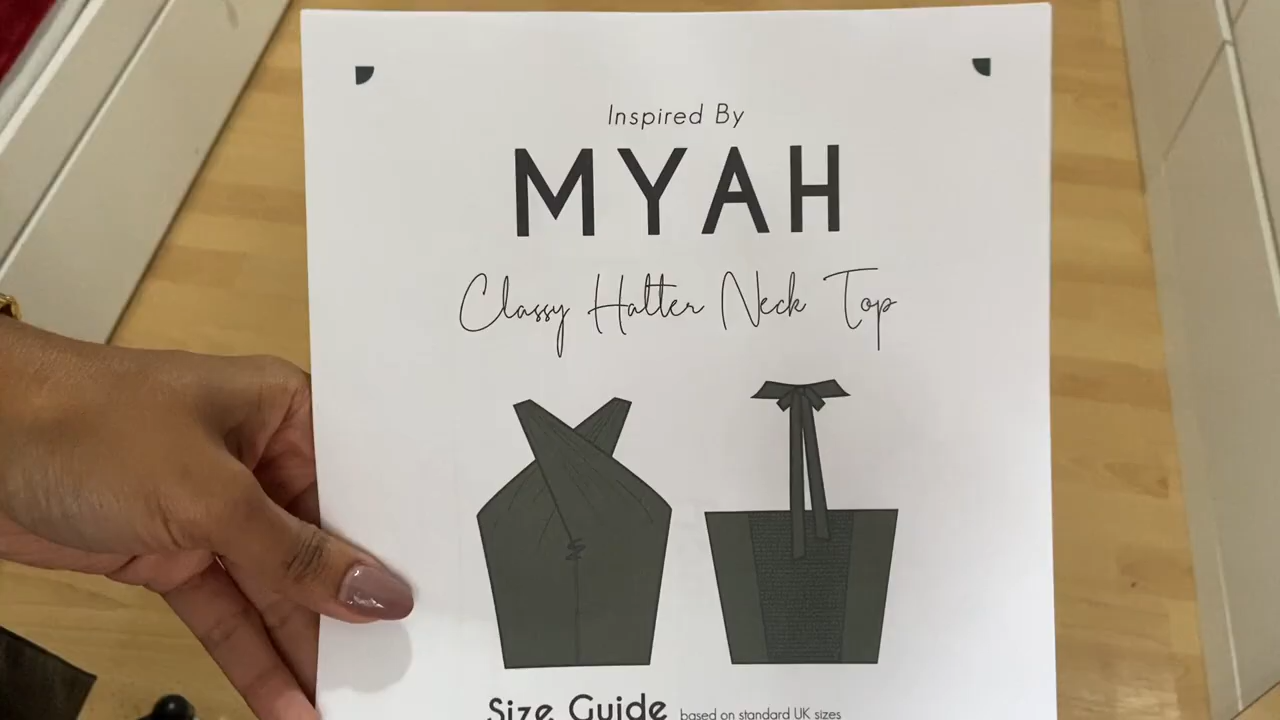 Inspired By
MYAH
Classy Halter Neck Top
Size Guide based on standard UK sizes